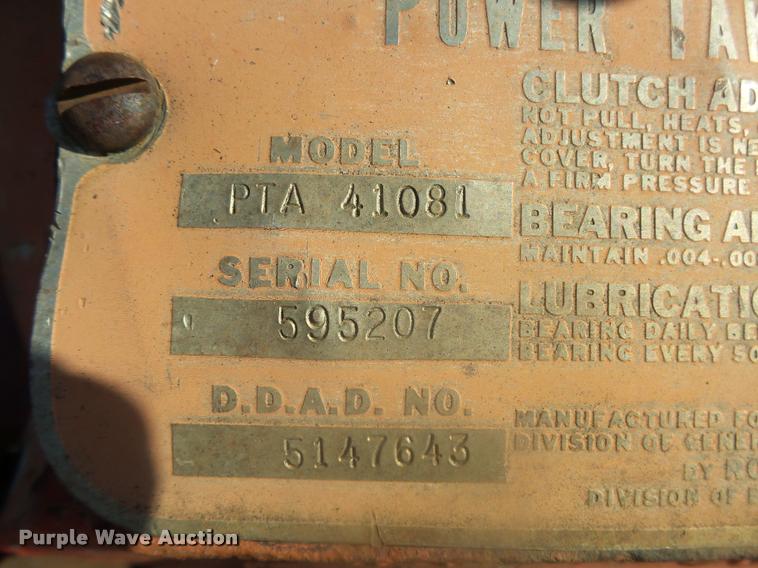 POWER TAK
MODEL
PTA 41081
SERIAL NO.
595207
D.D.A.D. NO.
5147643
CLUTCH AD
NOT PULL, HEATS,
ADJUSTMENT IS NE
COVER, TURN THE
A FIRM PRESSURE
BEARING A
MAINTAIN .004-.00
LUBRICATIO
BEARING DAILY BE
BEARING EVERY 50
MANUFACTURED FO
DIVISION OF GENER
BY RO
DIVISION OF B
Purple Wave Auction